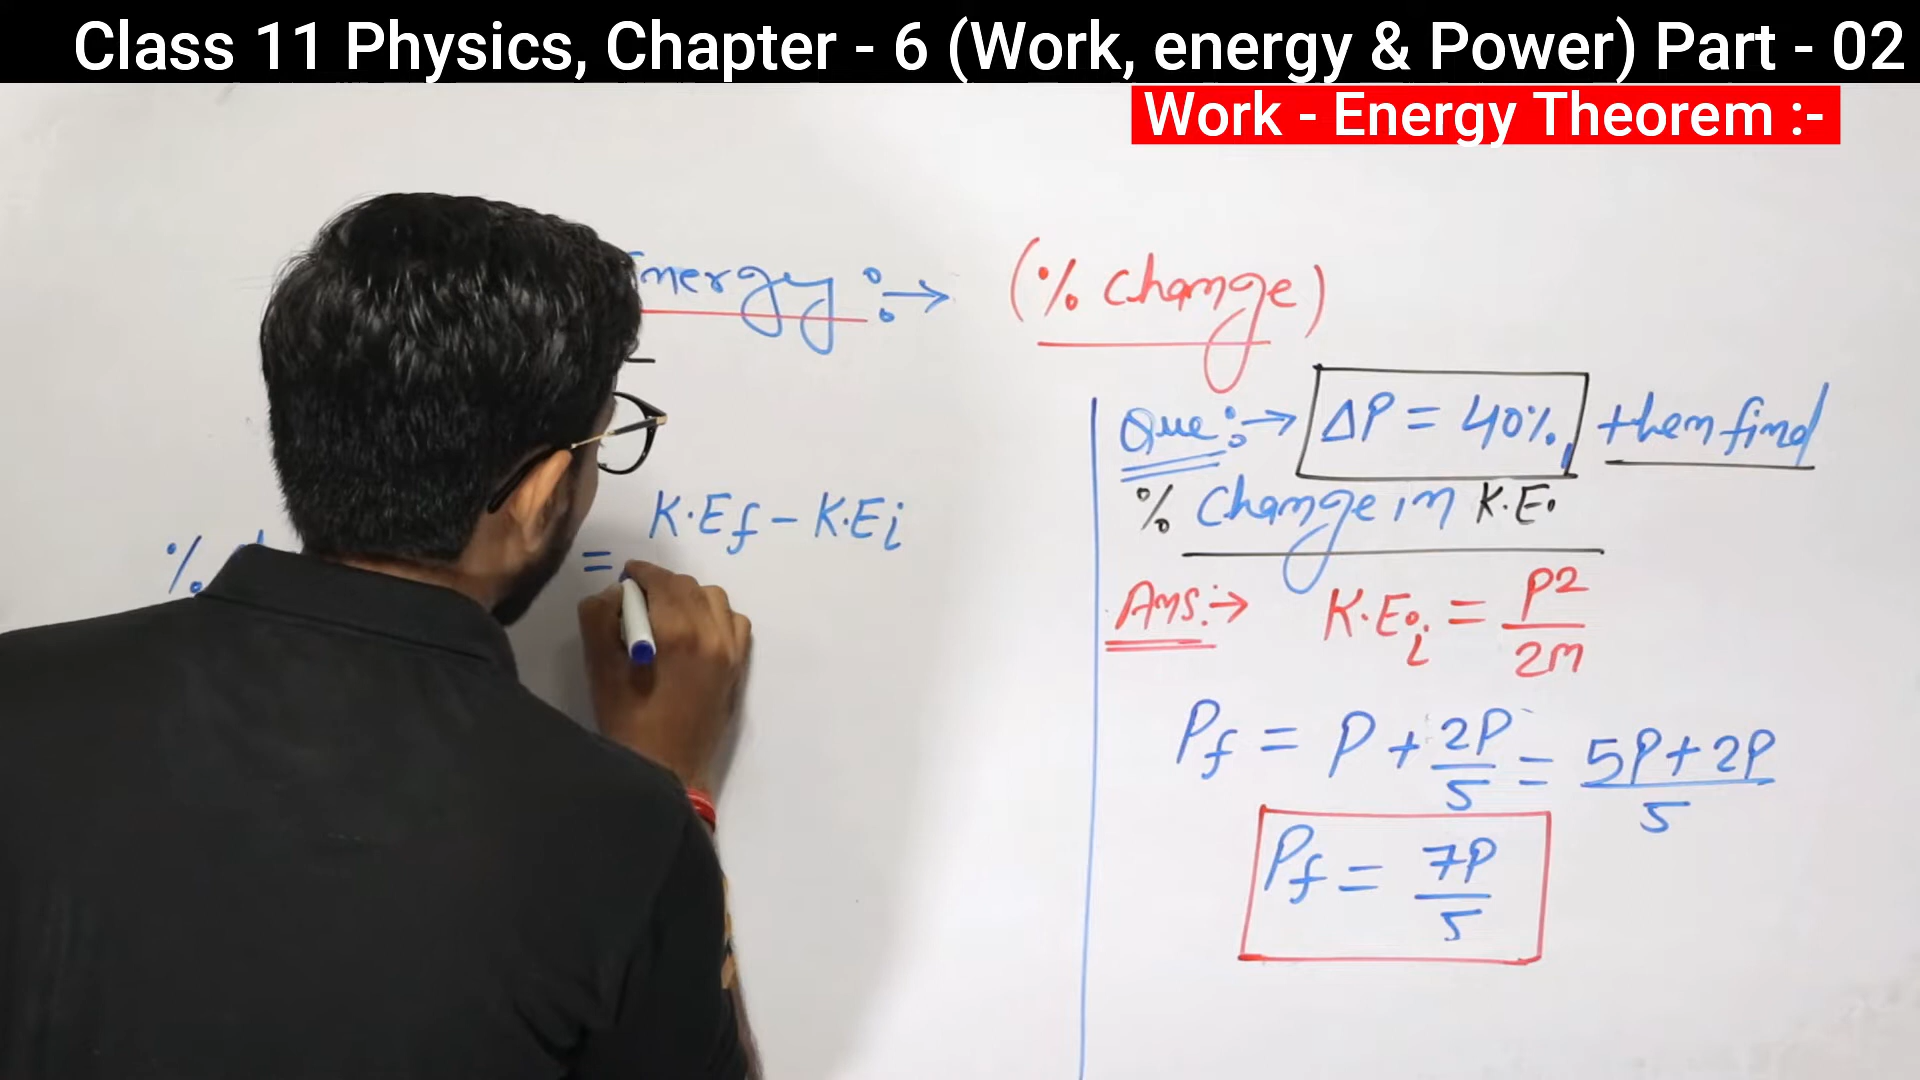 Class 11 Physics, Chapter - 6 (Work, energy & Power) Part - 02
Work - Energy Theorem :-
Energy :→ (% Change)
% = K.Ef - K.Ei
Que :→ ΔP = 40% then find
% Change in K.E.
Ans :→ K.E.i = P²/2m
Pf = P + 2P/5 = 5P + 2P/5
Pf = 7P/5